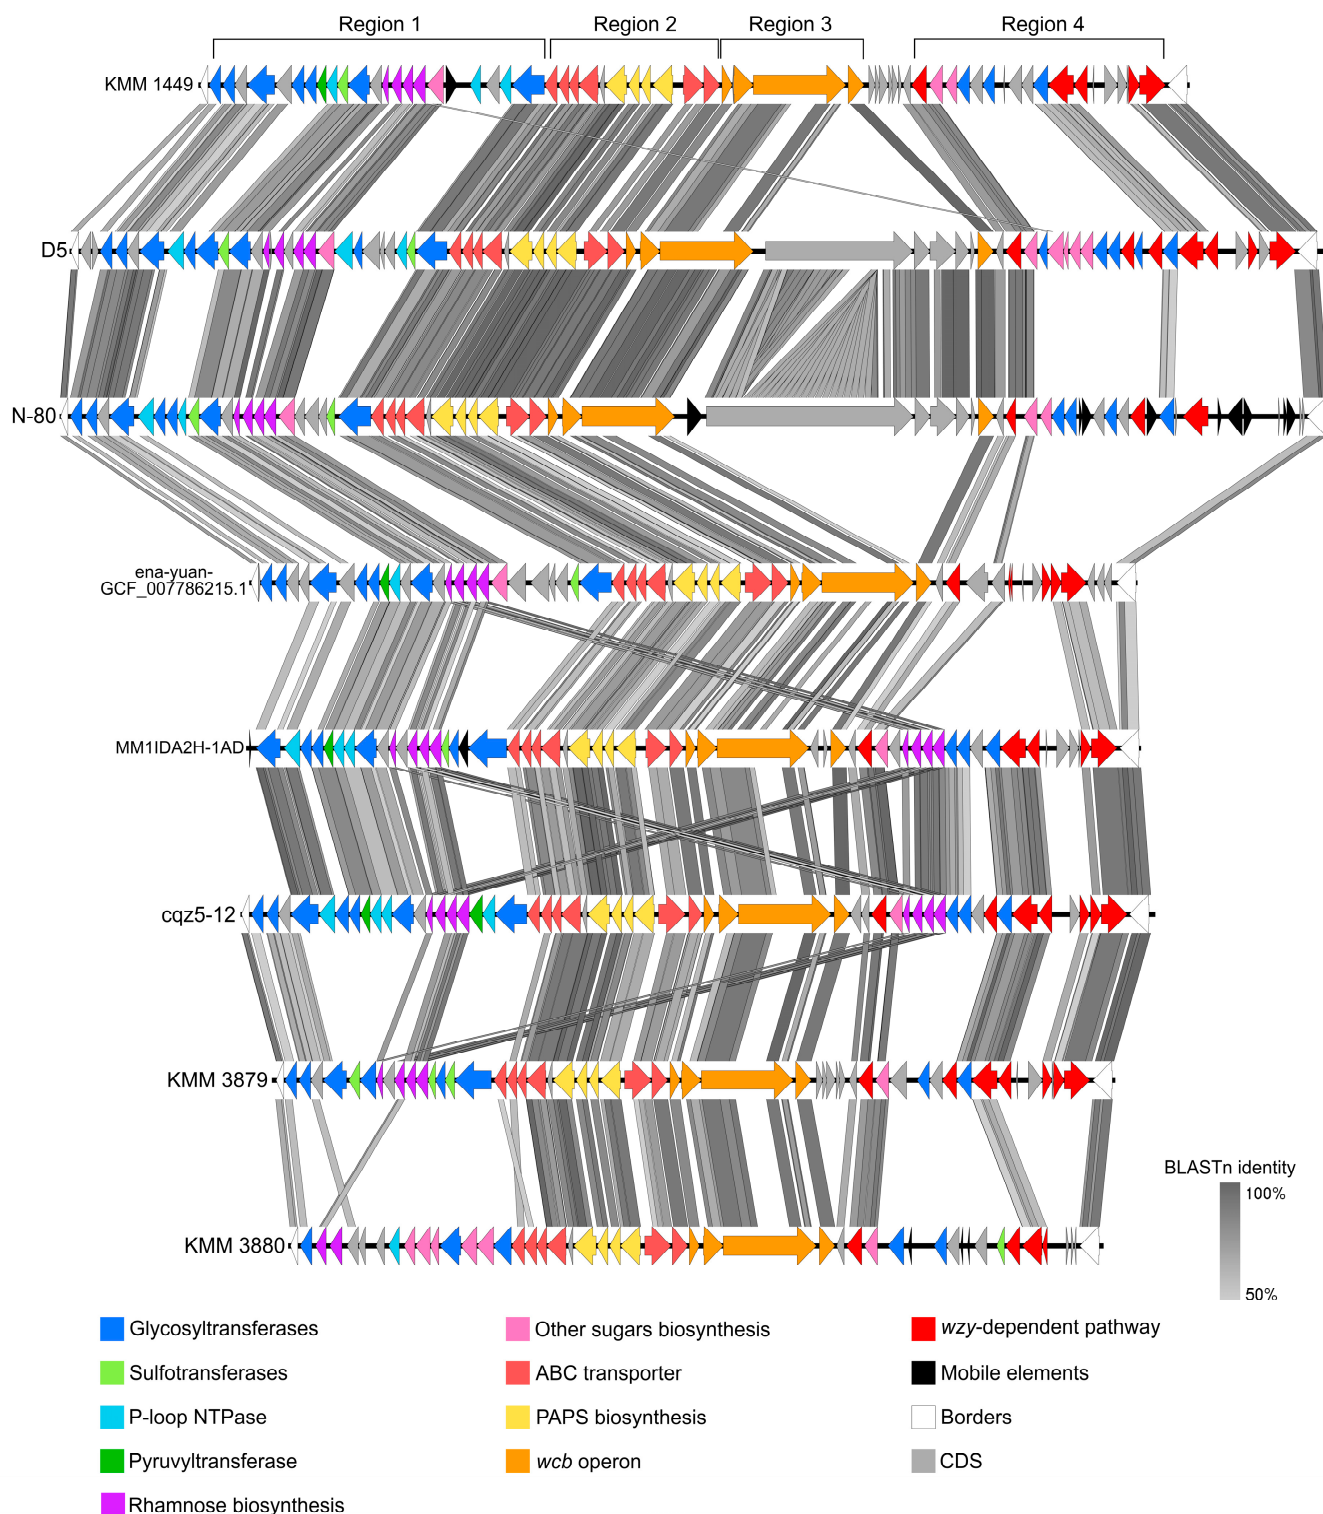 Region 1
Region 2
Region 3
Region 4
KMM 1449
D5
N-80
ena-yuan-
GCF_007786215.1
MM1IDA2H-1AD
cqz5-12
KMM 3879
KMM 3880
BLASTn identity
100%
50%
Glycosyltransferases
Other sugars biosynthesis
wzy-dependent pathway
Sulfotransferases
ABC transporter
Mobile elements
P-loop NTPase
PAPS biosynthesis
Borders
Pyruvyltransferase
wcb operon
CDS
Rhamnose biosynthesis